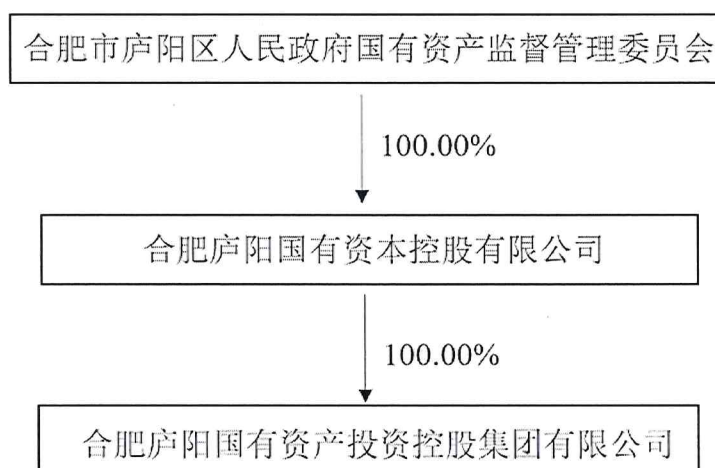 合肥市庐阳区人民政府国有资产监督管理委员会
100.00%
合肥庐阳国有资本控股有限公司
100.00%
合肥庐阳国有资产投资控股集团有限公司